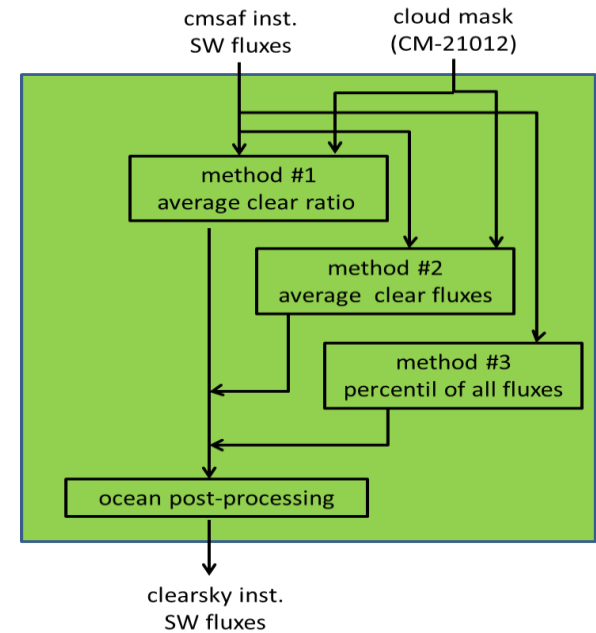 cmsaf inst.
SW fluxes
cloud mask
(CM-21012)
method #1
average clear ratio
method #2
average clear fluxes
method #3
percentil of all fluxes
ocean post-processing
clearsky inst.
SW fluxes